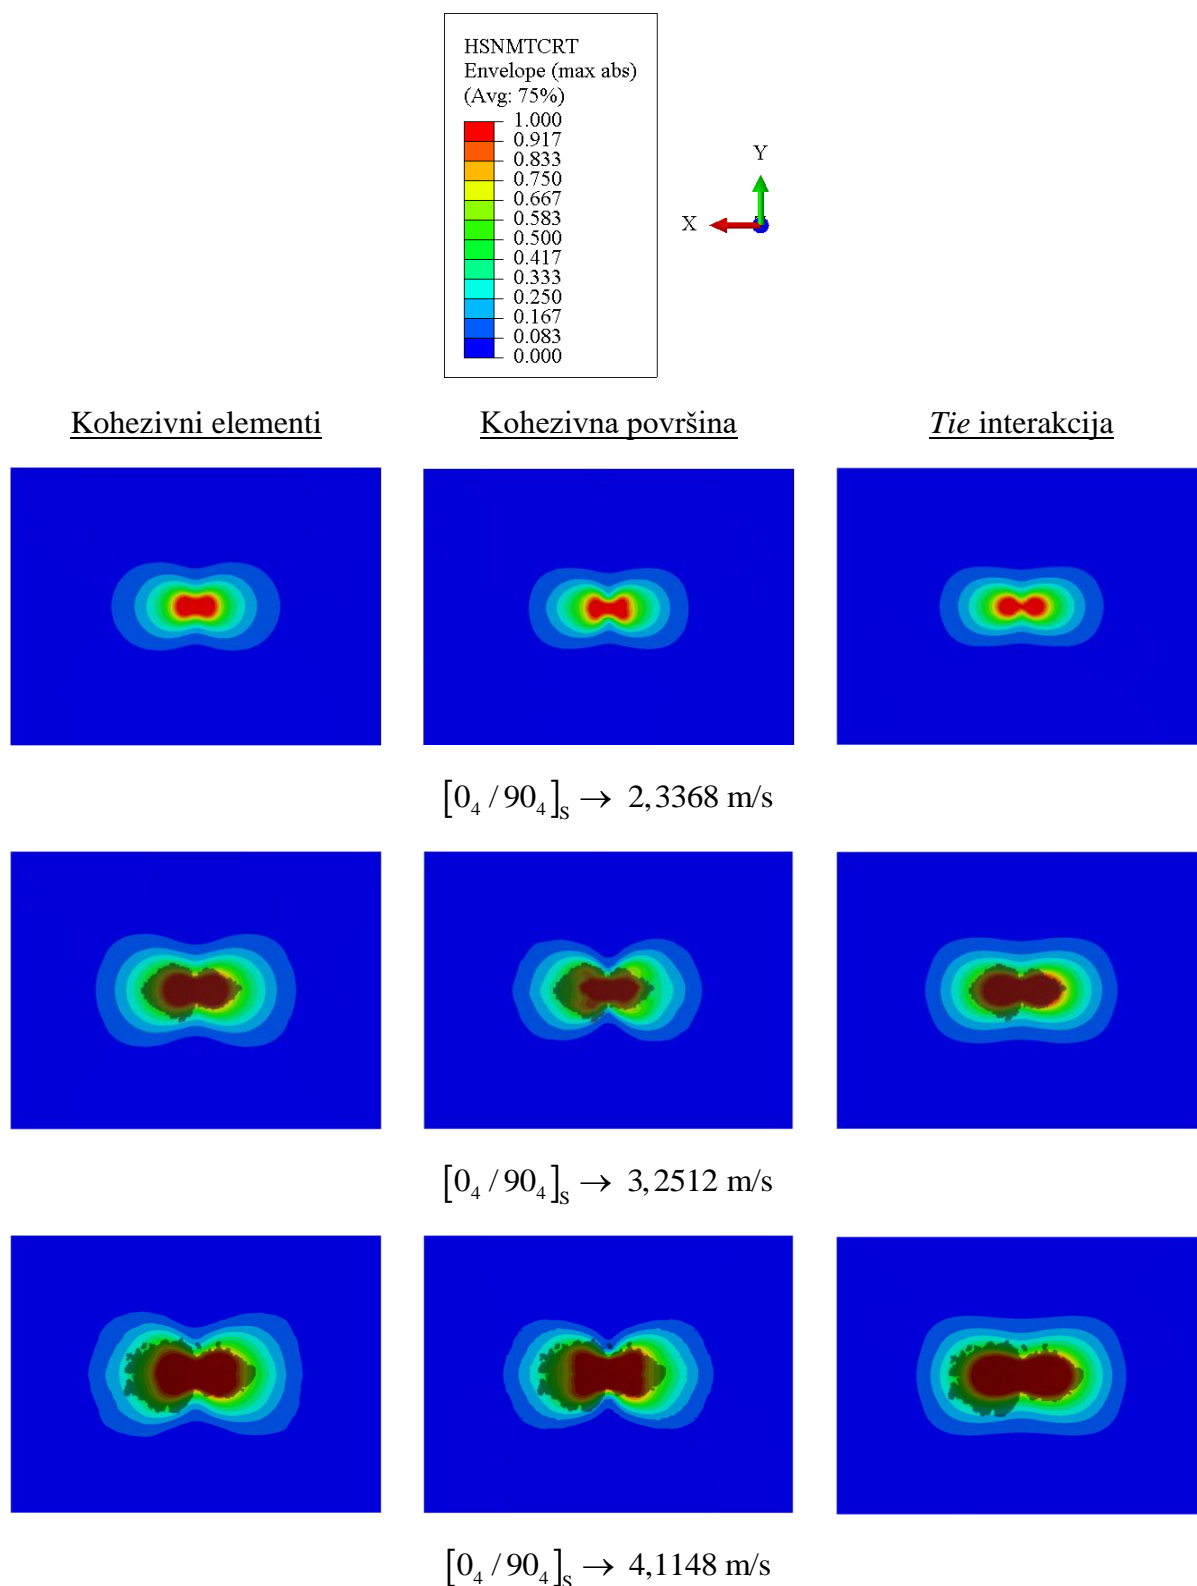 HSNMTCRT
Envelope (max abs)
(Avg: 75%)
1.000
0.917
0.833
0.750
0.667
0.583
0.500
0.417
0.333
0.250
0.167
0.083
0.000
Y
X
Kohezivni elementi
Kohezivna površina
Tie interakcija
[0₄ / 90₄]ₛ → 2,3368 m/s
[0₄ / 90₄]ₛ → 3,2512 m/s
[0₄ / 90₄]ₛ → 4,1148 m/s